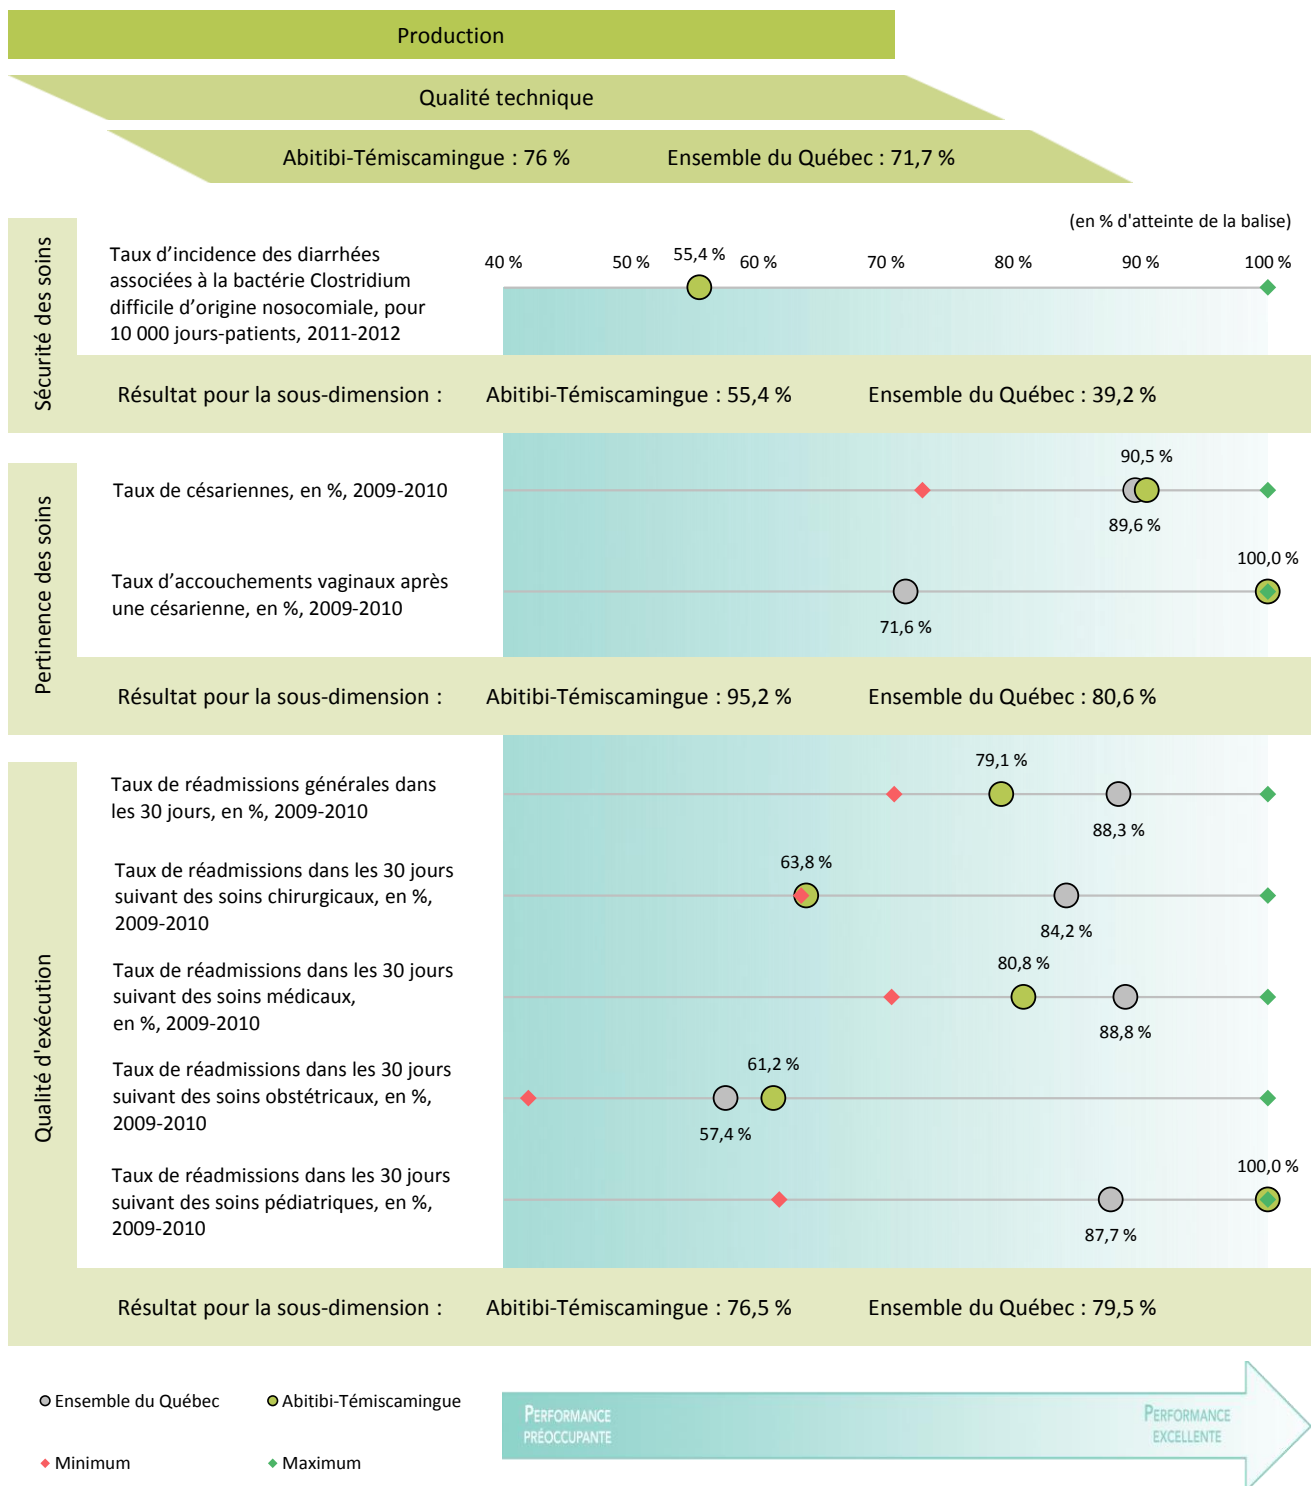 Production
Qualité technique
Abitibi-Témiscamingue : 76 % Ensemble du Québec : 71,7 %
(en % d'atteinte de la balise)
Sécurité des soins
Taux d’incidence des diarrhées
associées à la bactérie Clostridium
difficile d’origine nosocomiale, pour
10 000 jours-patients, 2011-2012
40 % 50 % 60 % 70 % 80 % 90 % 100 %
55,4 %
Résultat pour la sous-dimension : Abitibi-Témiscamingue : 55,4 % Ensemble du Québec : 39,2 %
Pertinence des soins
Taux de césariennes, en %, 2009-2010
90,5 %
89,6 %
Taux d’accouchements vaginaux après
une césarienne, en %, 2009-2010
100,0 %
71,6 %
Résultat pour la sous-dimension : Abitibi-Témiscamingue : 95,2 % Ensemble du Québec : 80,6 %
Qualité d'exécution
Taux de réadmissions générales dans
les 30 jours, en %, 2009-2010
79,1 %
88,3 %
Taux de réadmissions dans les 30 jours
suivant des soins chirurgicaux, en %,
2009-2010
63,8 %
84,2 %
Taux de réadmissions dans les 30 jours
suivant des soins médicaux,
en %, 2009-2010
80,8 %
88,8 %
Taux de réadmissions dans les 30 jours
suivant des soins obstétricaux, en %,
2009-2010
61,2 %
57,4 %
Taux de réadmissions dans les 30 jours
suivant des soins pédiatriques, en %,
2009-2010
100,0 %
87,7 %
Résultat pour la sous-dimension : Abitibi-Témiscamingue : 76,5 % Ensemble du Québec : 79,5 %
Ensemble du Québec Abitibi-Témiscamingue
Minimum Maximum
PERFORMANCE
PRÉOCCUPANTE
PERFORMANCE
EXCELLENTE